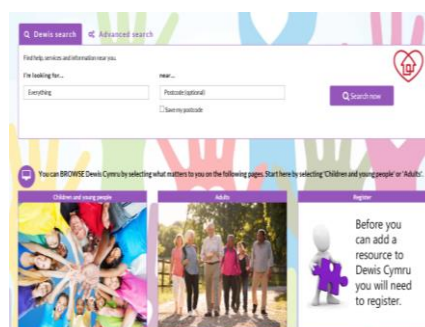 Dewis search
Advanced search
Find help, services and information near you.
I'm looking for...
near...
Everything
Postcode (optional)
Search now
Save my postcode
You can BROWSE Dewis Cymru by selecting what matters to you on the following pages. Start here by selecting 'Children and young people' or 'Adults'.
Children and young people
Adults
Register
Before you
can add a
resource to
Dewis Cymru
you will need
to register.